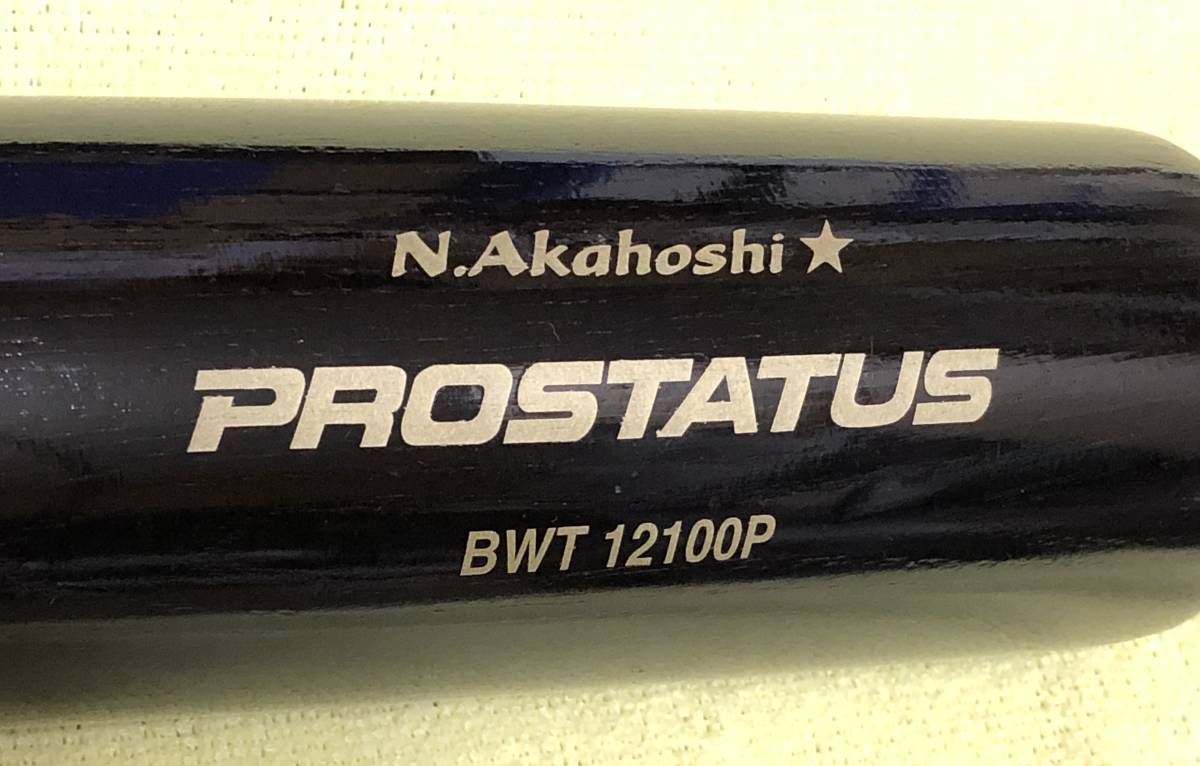 N.Akahoshi★
PROSTATUS
BWT 12100P